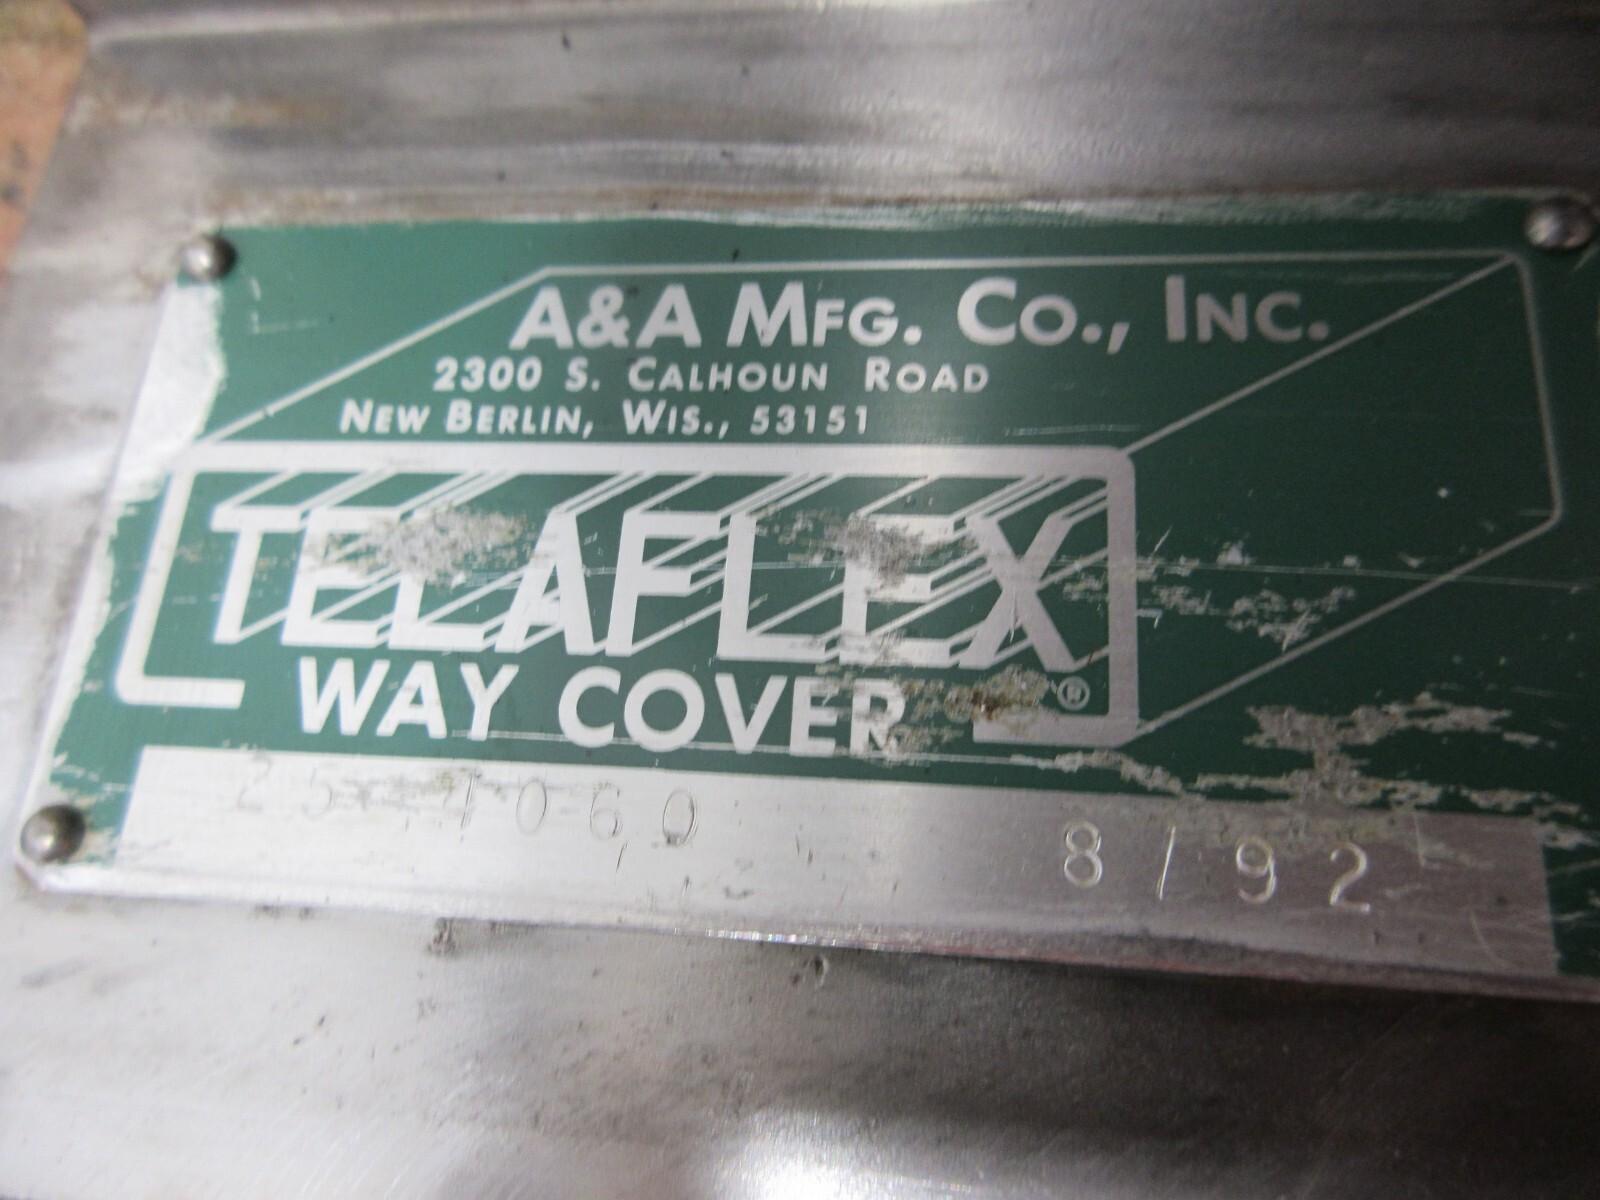 A&A MFG. CO., INC.
2300 S. CALHOUN ROAD
NEW BERLIN, WIS., 53151
TELAFLEX
WAY COVER ®
8/92